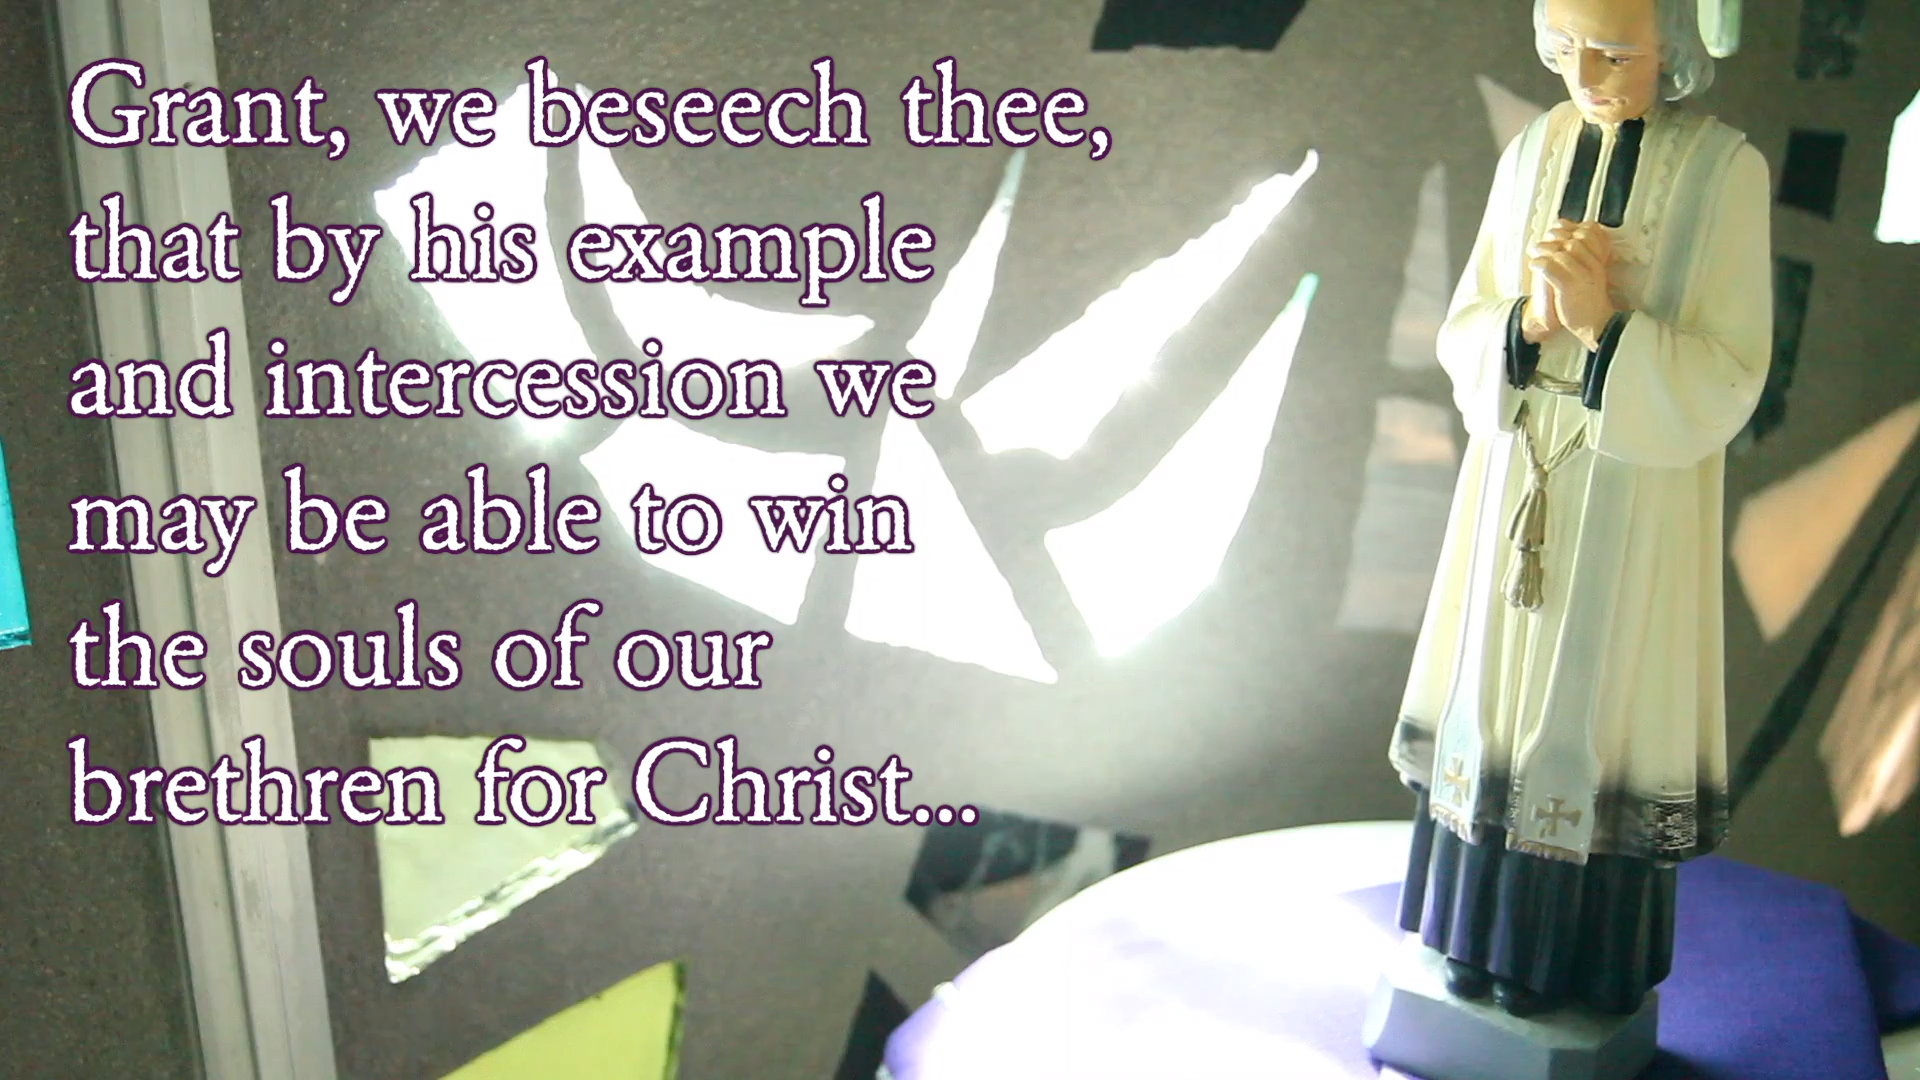 Grant, we beseech thee,
that by his example
and intercession we
may be able to win
the souls of our
brethren for Christ...